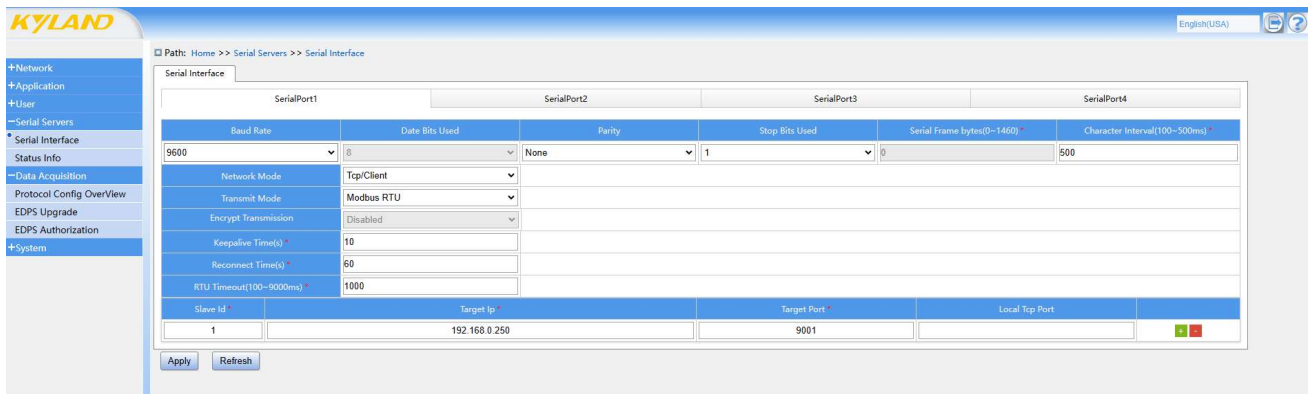 KYLAND
English(USA)
Path: Home >> Serial Servers >> Serial Interface
+Network
+Application
+User
−Serial Servers
Serial Interface
Status Info
−Data Acquisition
Protocol Config OverView
EDPS Upgrade
EDPS Authorization
+System
Serial Interface
SerialPort1 SerialPort2 SerialPort3 SerialPort4
Baud Rate Date Bits Used Parity Stop Bits Used Serial Frame bytes(0~1460) * Character Interval(100~500ms) *
9600 8 None 1 0 500
Network Mode Tcp/Client
Transmit Mode Modbus RTU
Encrypt Transmission Disabled
Keepalive Time(s) * 10
Reconnect Time(s) * 60
RTU Timeout(100~9000ms) * 1000
Slave Id * Target Ip * Target Port * Local Tcp Port
1 192.168.0.250 9001 + -
Apply Refresh